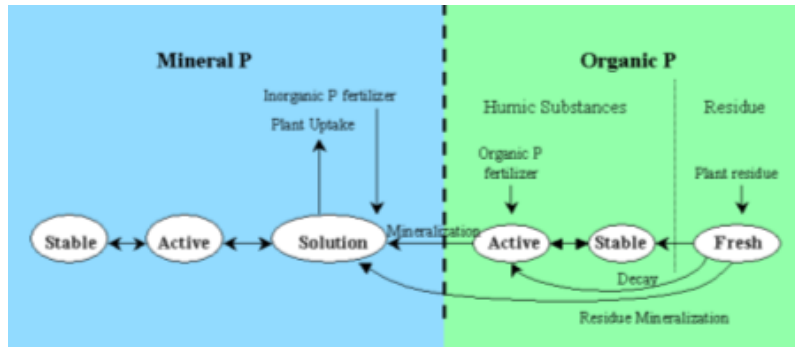 Mineral P
Organic P
Inorganic P fertilizer
Plant Uptake
Humic Substances
Residue
Organic P
fertilizer
Plant residue
Mineralization
Stable
Active
Solution
Active
Stable
Fresh
Decay
Residue Mineralization